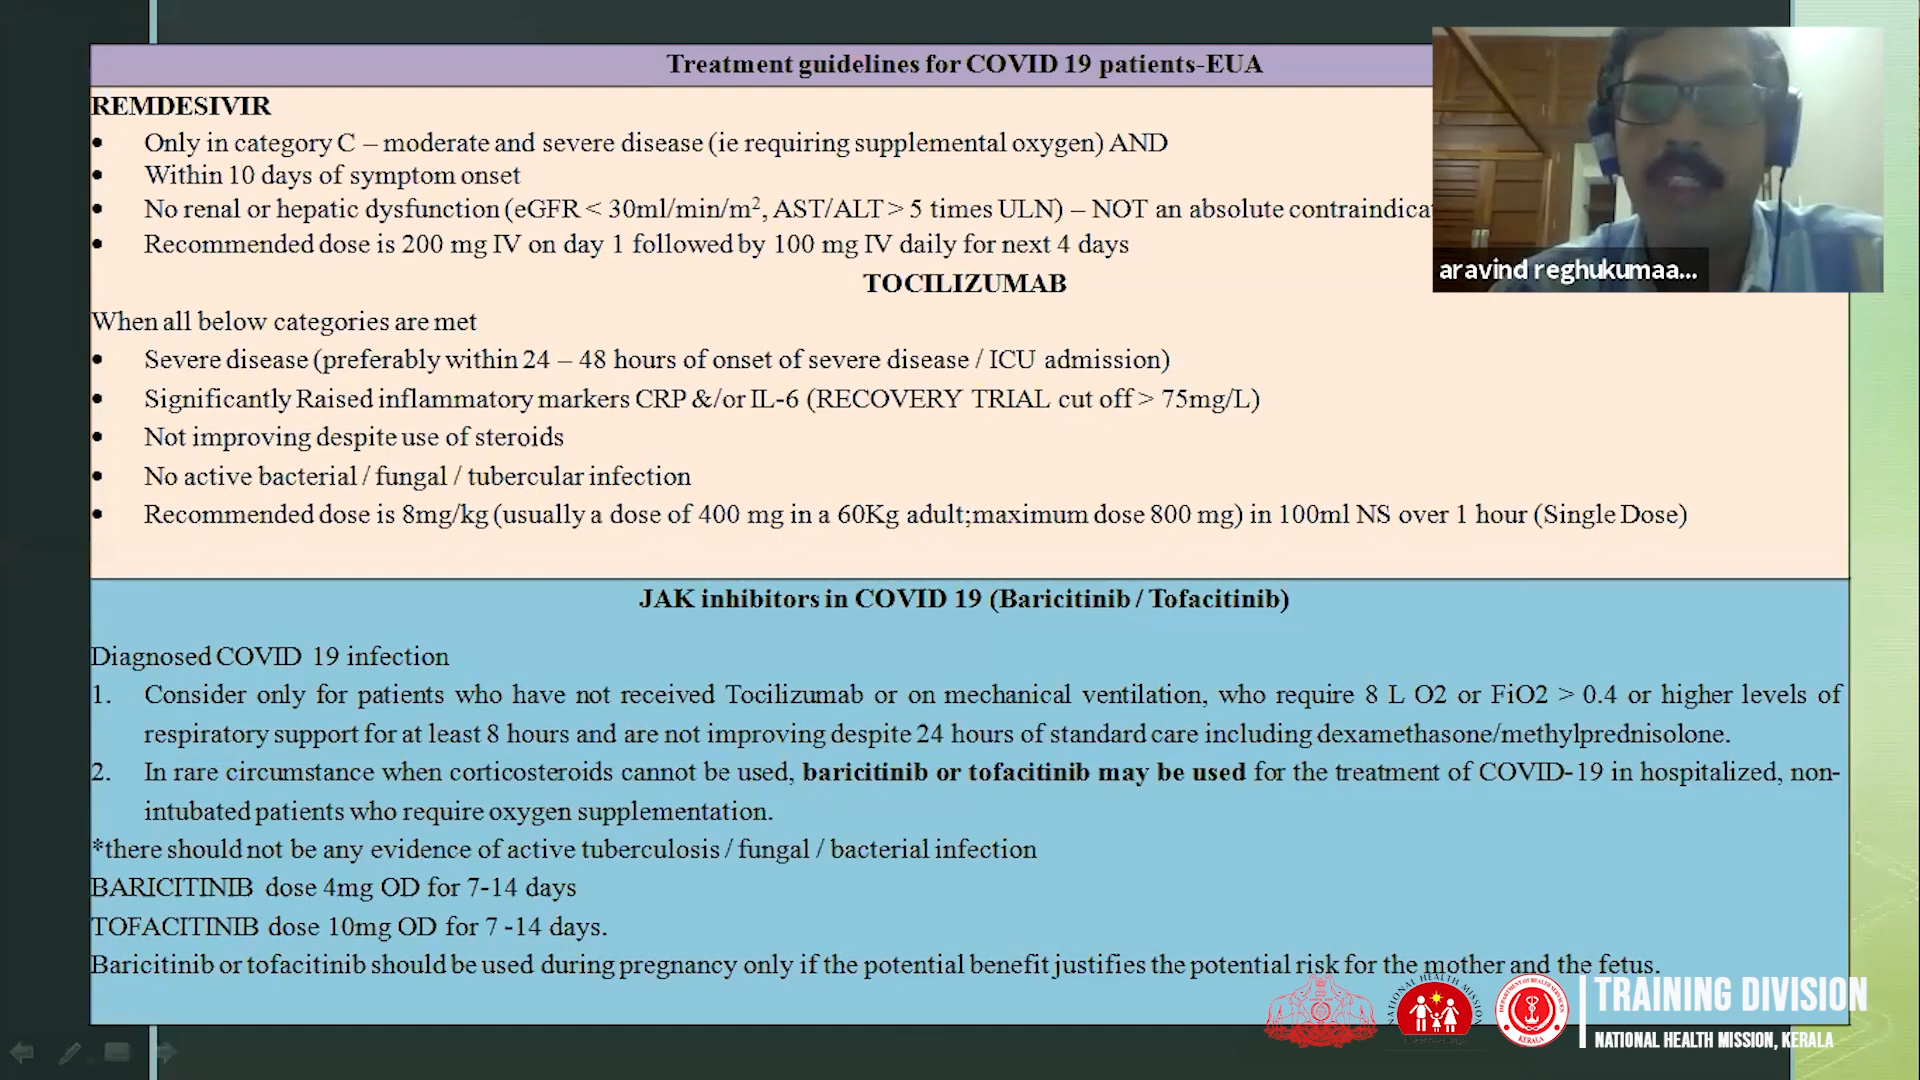 Treatment guidelines for COVID 19 patients-EUA
REMDESIVIR
• Only in category C – moderate and severe disease (ie requiring supplemental oxygen) AND
• Within 10 days of symptom onset
• No renal or hepatic dysfunction (eGFR < 30ml/min/m², AST/ALT > 5 times ULN) – NOT an absolute contraindica
• Recommended dose is 200 mg IV on day 1 followed by 100 mg IV daily for next 4 days
aravind reghukumaa...
TOCILIZUMAB
When all below categories are met
• Severe disease (preferably within 24 – 48 hours of onset of severe disease / ICU admission)
• Significantly Raised inflammatory markers CRP &/or IL-6 (RECOVERY TRIAL cut off > 75mg/L)
• Not improving despite use of steroids
• No active bacterial / fungal / tubercular infection
• Recommended dose is 8mg/kg (usually a dose of 400 mg in a 60Kg adult;maximum dose 800 mg) in 100ml NS over 1 hour (Single Dose)
JAK inhibitors in COVID 19 (Baricitinib / Tofacitinib)
Diagnosed COVID 19 infection
1. Consider only for patients who have not received Tocilizumab or on mechanical ventilation, who require 8 L O2 or FiO2 > 0.4 or higher levels of
respiratory support for at least 8 hours and are not improving despite 24 hours of standard care including dexamethasone/methylprednisolone.
2. In rare circumstance when corticosteroids cannot be used, baricitinib or tofacitinib may be used for the treatment of COVID-19 in hospitalized, non-
intubated patients who require oxygen supplementation.
*there should not be any evidence of active tuberculosis / fungal / bacterial infection
BARICITINIB dose 4mg OD for 7-14 days
TOFACITINIB dose 10mg OD for 7 -14 days.
Baricitinib or tofacitinib should be used during pregnancy only if the potential benefit justifies the potential risk for the mother and the fetus.
NATIONAL HEALTH MISSION
KERALA
TRAINING DIVISION
NATIONAL HEALTH MISSION, KERALA